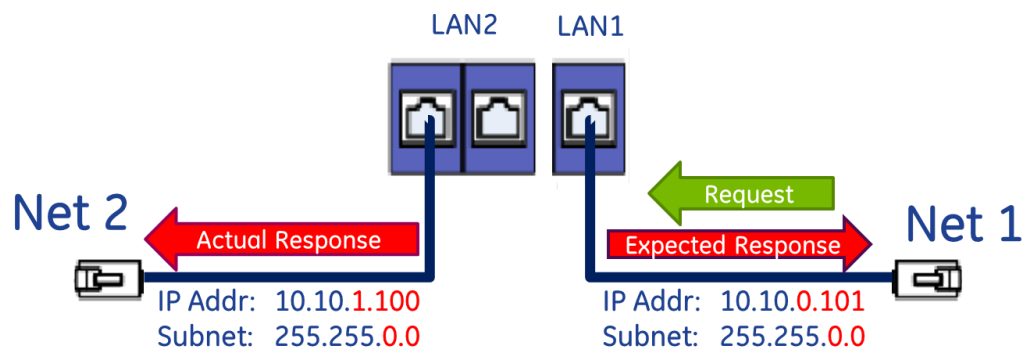 LAN2 LAN1
Request
Net 2 Net 1
Actual Response Expected Response
IP Addr: 10.10.1.100 IP Addr: 10.10.0.101
Subnet: 255.255.0.0 Subnet: 255.255.0.0